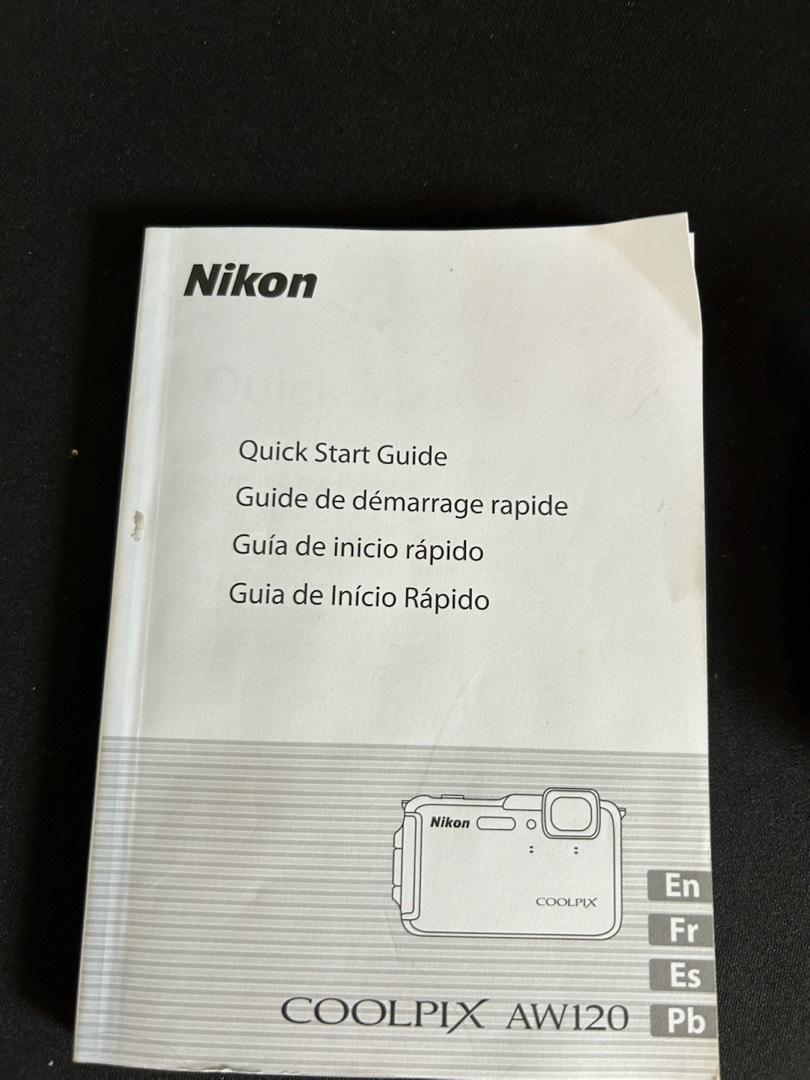 Nikon
Quick Start Guide
Guide de démarrage rapide
Guía de inicio rápido
Guia de Início Rápido
Nikon
COOLPIX
En
Fr
Es
Pb
COOLPIX AW120